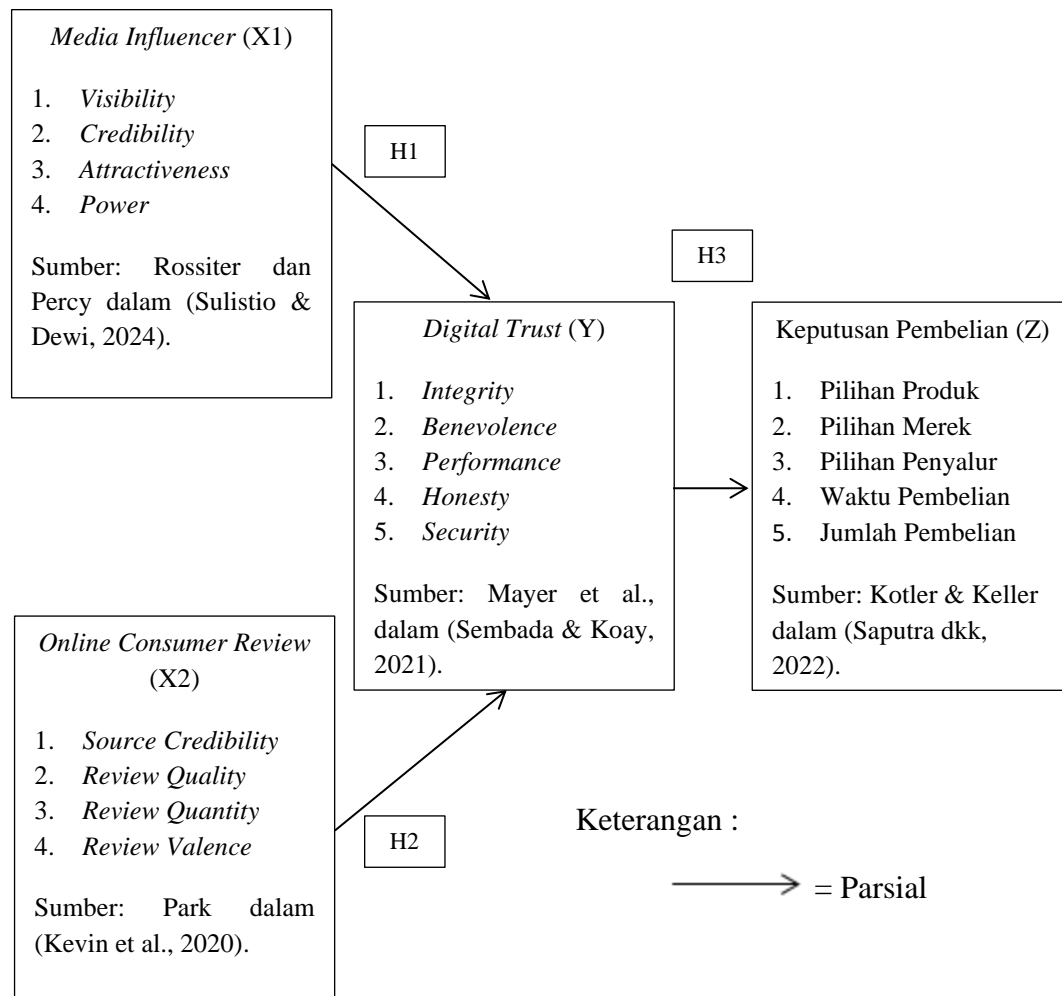 Media Influencer (X1)
1. Visibility
2. Credibility
3. Attractiveness
4. Power
Sumber: Rossiter dan
Percy dalam (Sulistio &
Dewi, 2024).
H1
H3
Digital Trust (Y)
1. Integrity
2. Benevolence
3. Performance
4. Honesty
5. Security
Sumber: Mayer et al.,
dalam (Sembada & Koay,
2021).
Keputusan Pembelian (Z)
1. Pilihan Produk
2. Pilihan Merek
3. Pilihan Penyalur
4. Waktu Pembelian
5. Jumlah Pembelian
Sumber: Kotler & Keller
dalam (Saputra dkk,
2022).
Online Consumer Review
(X2)
1. Source Credibility
2. Review Quality
3. Review Quantity
4. Review Valence
Sumber: Park dalam
(Kevin et al., 2020).
H2
Keterangan :
= Parsial